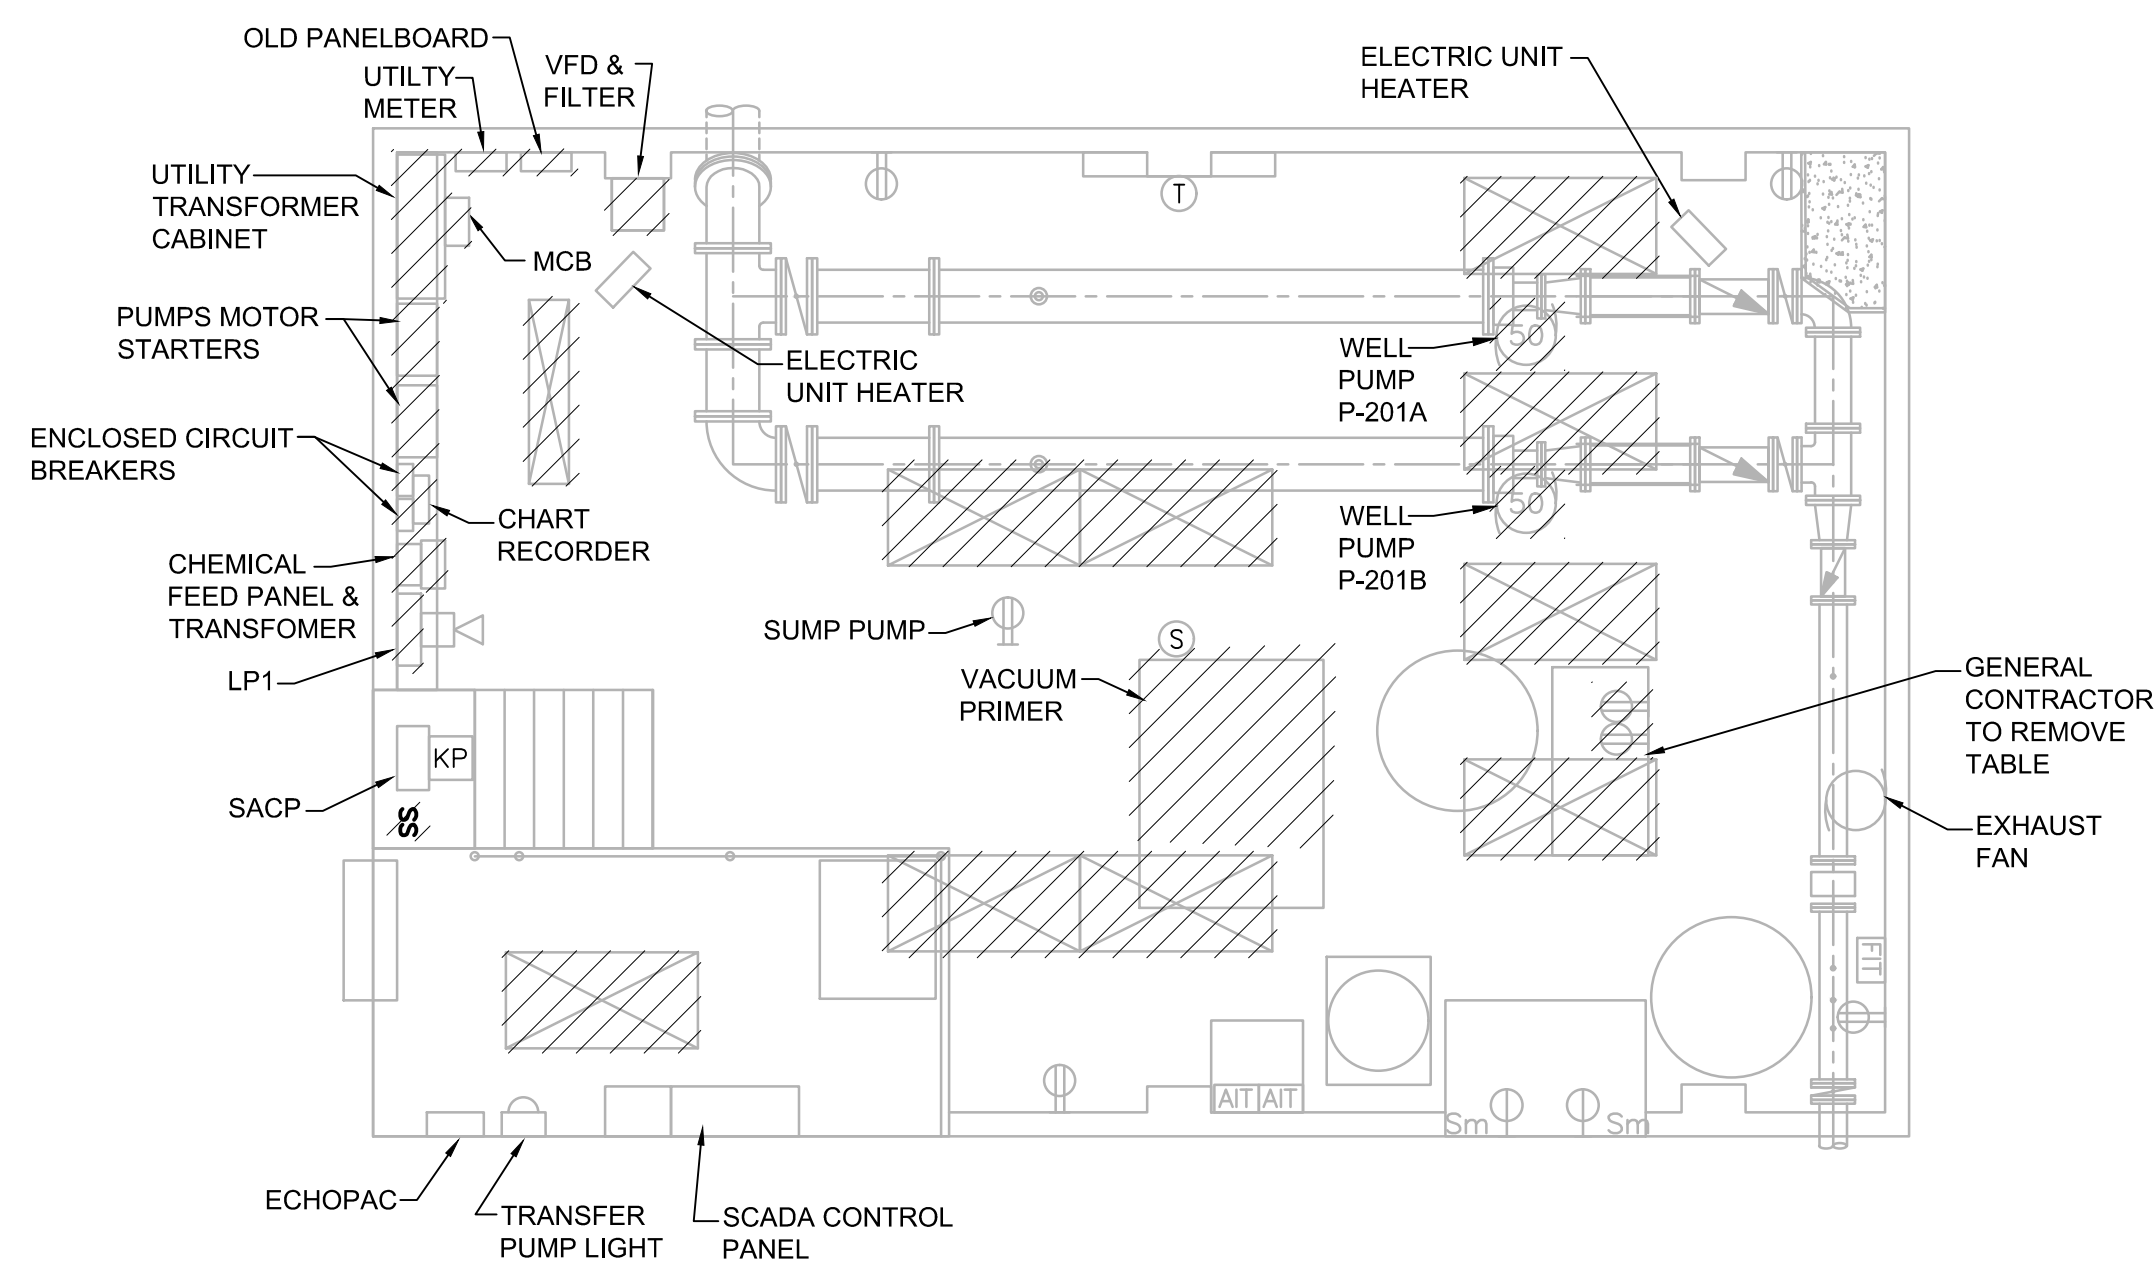 OLD PANELBOARD
UTILTY
METER
VFD &
FILTER
ELECTRIC UNIT
HEATER
UTILITY
TRANSFORMER
CABINET
T
MCB
PUMPS MOTOR
STARTERS
ELECTRIC
UNIT HEATER
50
WELL
PUMP
P-201A
ENCLOSED CIRCUIT
BREAKERS
CHART
RECORDER
50
WELL
PUMP
P-201B
CHEMICAL
FEED PANEL &
TRANSFOMER
SUMP PUMP
S
LP1
VACUUM
PRIMER
GENERAL
CONTRACTOR
TO REMOVE
TABLE
KP
SACP
SS
EXHAUST
FAN
FIT
AIT AIT
Sm
Sm
ECHOPAC
TRANSFER
PUMP LIGHT
SCADA CONTROL
PANEL